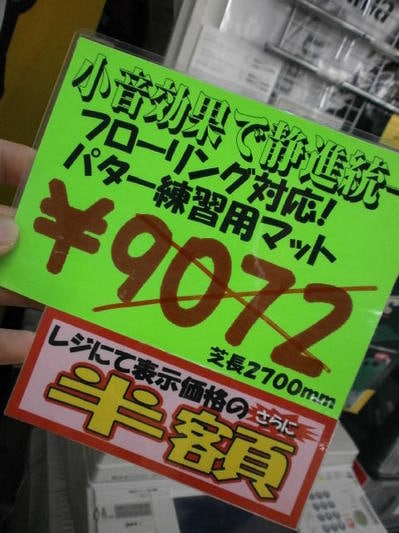 小音効果で静進統一
フローリング対応!
パター練習用マット
¥9072
芝長2700mm
レジにて表示価格の さらに
半額